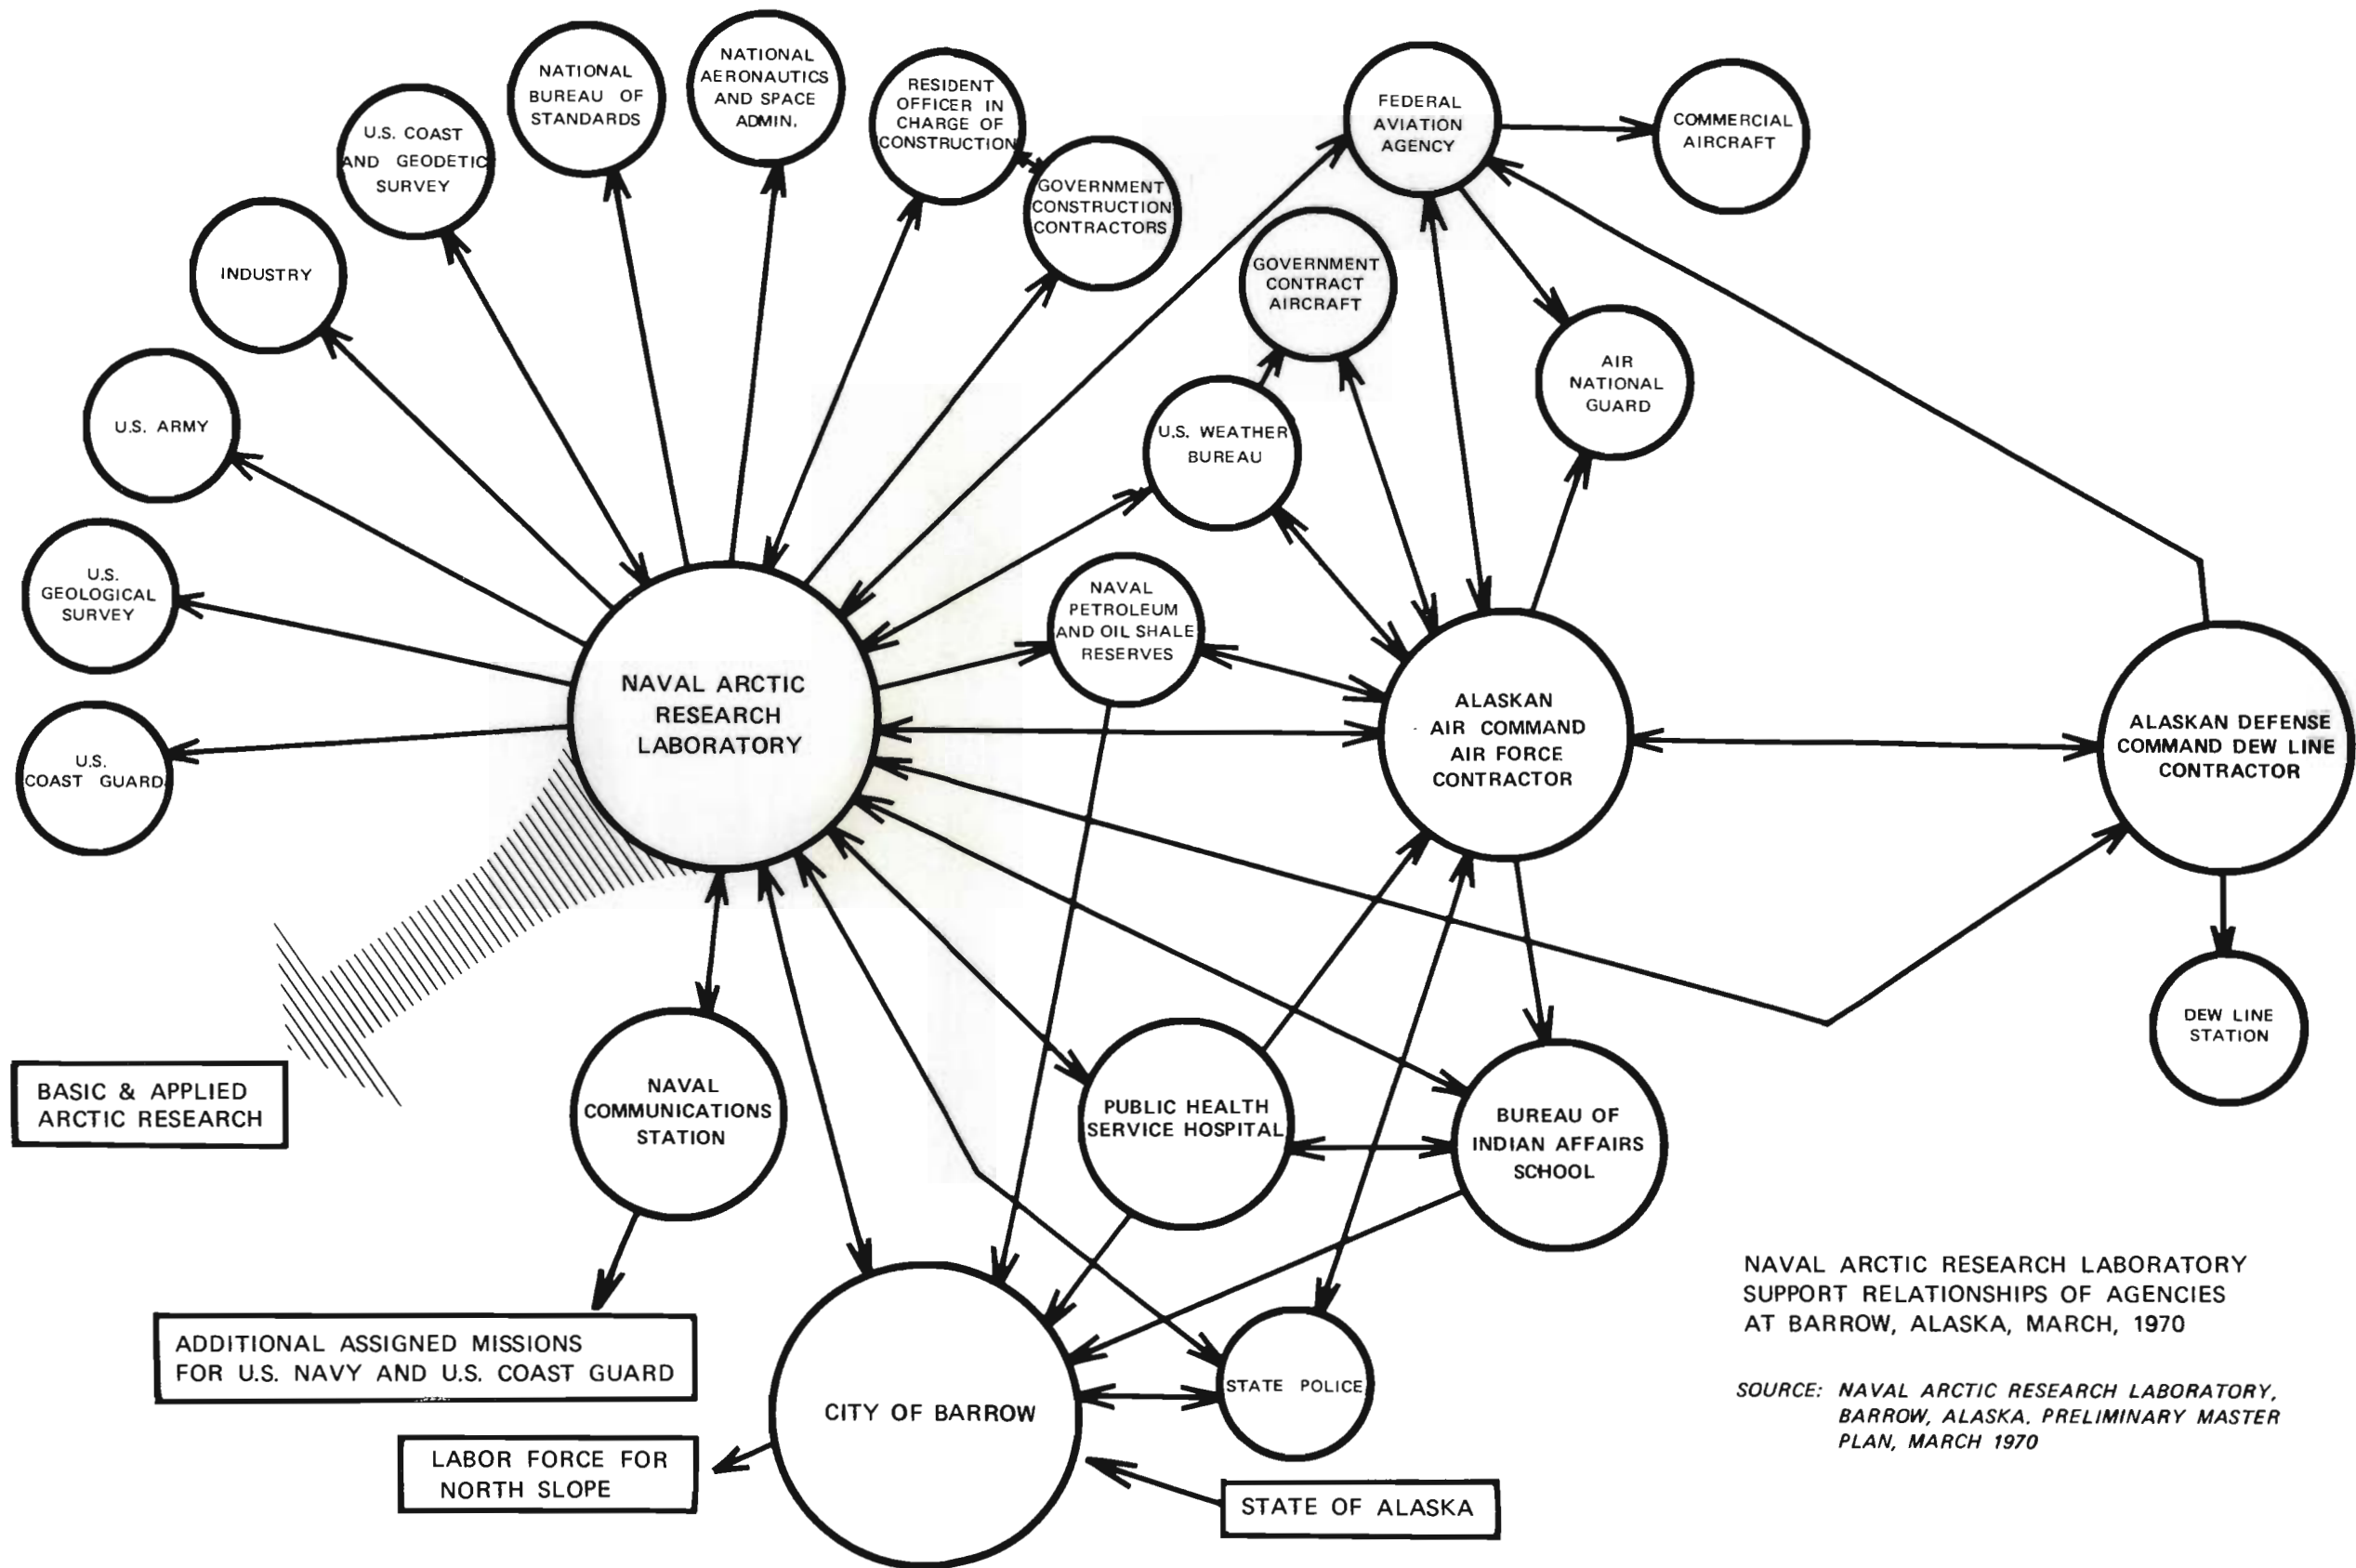 NATIONAL
BUREAU OF
STANDARDS
NATIONAL
AERONAUTICS
AND SPACE
ADMIN.
RESIDENT
OFFICER IN
CHARGE OF
CONSTRUCTION
FEDERAL
AVIATION
AGENCY
COMMERCIAL
AIRCRAFT
U.S. COAST
AND GEODETIC
SURVEY
GOVERNMENT
CONSTRUCTION
CONTRACTORS
INDUSTRY
GOVERNMENT
CONTRACT
AIRCRAFT
AIR
NATIONAL
GUARD
U.S. ARMY
U.S. WEATHER
BUREAU
U.S.
GEOLOGICAL
SURVEY
NAVAL
PETROLEUM
AND OIL SHALE
RESERVES
U.S.
COAST GUARD
NAVAL ARCTIC
RESEARCH
LABORATORY
ALASKAN
AIR COMMAND
AIR FORCE
CONTRACTOR
ALASKAN DEFENSE
COMMAND DEW LINE
CONTRACTOR
DEW LINE
STATION
BASIC & APPLIED
ARCTIC RESEARCH
NAVAL
COMMUNICATIONS
STATION
PUBLIC HEALTH
SERVICE HOSPITAL
BUREAU OF
INDIAN AFFAIRS
SCHOOL
ADDITIONAL ASSIGNED MISSIONS
FOR U.S. NAVY AND U.S. COAST GUARD
CITY OF BARROW
STATE POLICE
LABOR FORCE FOR
NORTH SLOPE
STATE OF ALASKA
NAVAL ARCTIC RESEARCH LABORATORY
SUPPORT RELATIONSHIPS OF AGENCIES
AT BARROW, ALASKA, MARCH, 1970
SOURCE: NAVAL ARCTIC RESEARCH LABORATORY,
BARROW, ALASKA. PRELIMINARY MASTER
PLAN, MARCH 1970